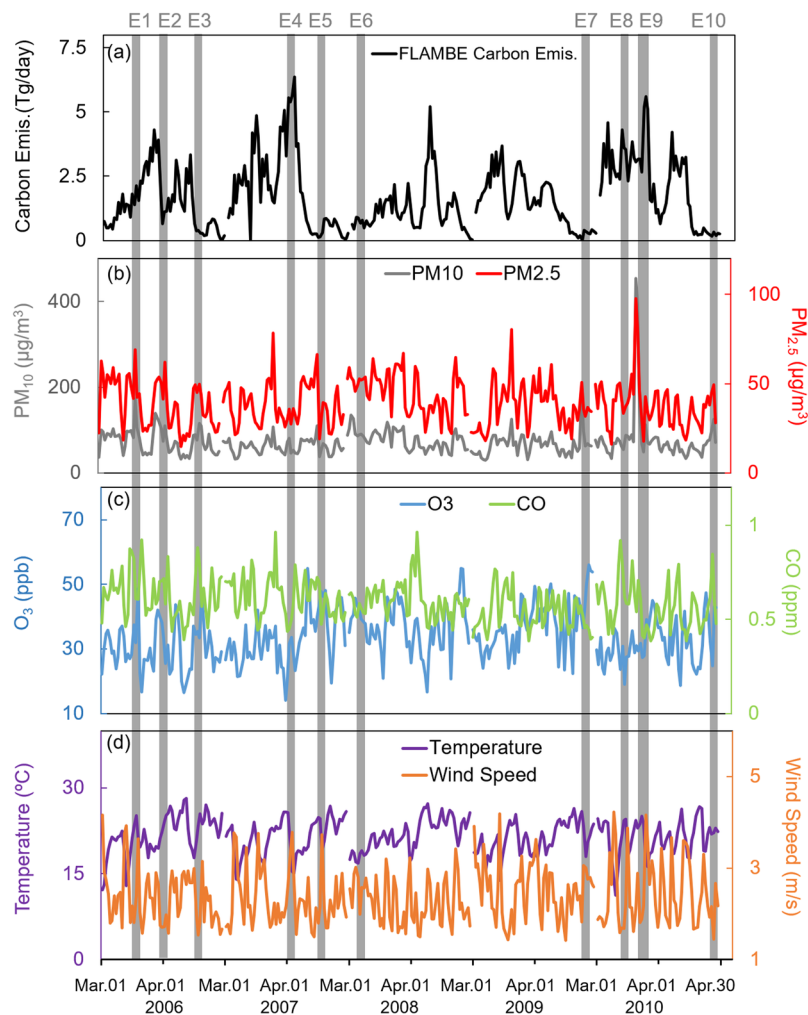 E1 E2 E3 E4 E5 E6 E7 E8 E9 E10
(a)
FLAMBE Carbon Emis.
Carbon Emis.(Tg/day)
7.5
5
2.5
0
(b)
PM10 PM2.5
PM10 (µg/m³)
400
200
0
100
50
0
PM2.5 (µg/m³)
(c)
O3 CO
O3 (ppb)
70
50
30
10
1
0.5
0
CO (ppm)
(d)
Temperature
Wind Speed
Temperature (ºC)
30
15
0
5
3
1
Wind Speed (m/s)
Mar.01 Apr.01 Mar.01 Apr.01 Mar.01 Apr.01 Mar.01 Apr.01 Mar.01 Apr.01 Apr.30
2006 2007 2008 2009 2010